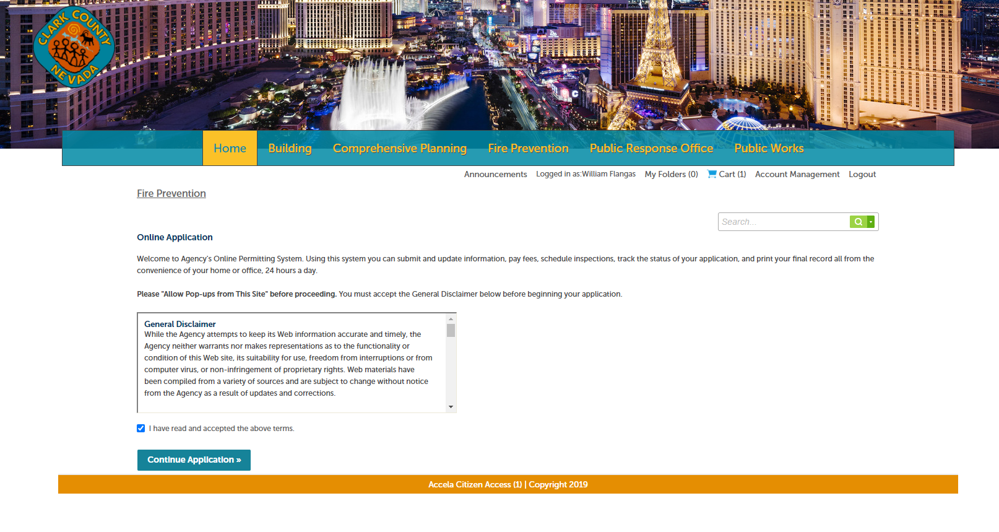 CLARK COUNTY
NEVADA
Home
Building
Comprehensive Planning
Fire Prevention
Public Response Office
Public Works
Announcements
Logged in as:William Flangas
My Folders (0)
Cart (1)
Account Management
Logout
Fire Prevention
Search...
Online Application
Welcome to Agency's Online Permitting System. Using this system you can submit and update information, pay fees, schedule inspections, track the status of your application, and print your final record all from the
convenience of your home or office, 24 hours a day.
Please "Allow Pop-ups from This Site" before proceeding. You must accept the General Disclaimer below before beginning your application.
General Disclaimer
While the Agency attempts to keep its Web information accurate and timely, the
Agency neither warrants nor makes representations as to the functionality or
condition of this Web site, its suitability for use, freedom from interruptions or from
computer virus, or non-infringement of proprietary rights. Web materials have
been compiled from a variety of sources and are subject to change without notice
from the Agency as a result of updates and corrections.
I have read and accepted the above terms.
Continue Application »
Accela Citizen Access (1) | Copyright 2019